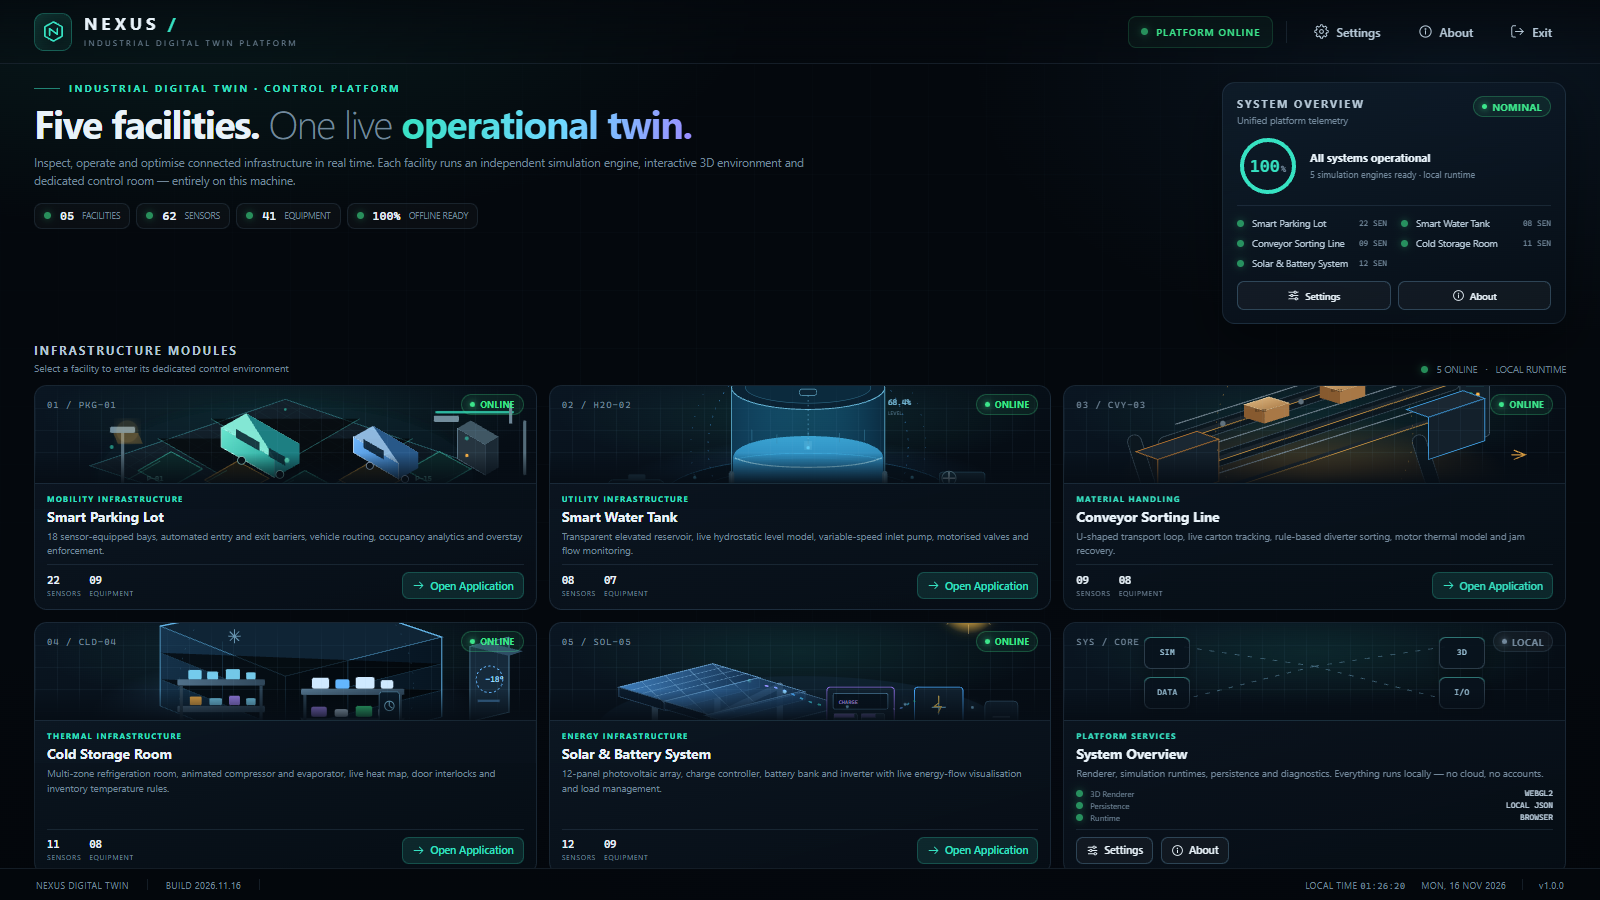 NEXUS /
INDUSTRIAL DIGITAL TWIN PLATFORM
PLATFORM ONLINE
Settings
About
Exit
INDUSTRIAL DIGITAL TWIN · CONTROL PLATFORM
Five facilities. One live operational twin.
Inspect, operate and optimise connected infrastructure in real time. Each facility runs an independent simulation engine, interactive 3D environment and
dedicated control room — entirely on this machine.
05 FACILITIES
62 SENSORS
41 EQUIPMENT
100% OFFLINE READY
SYSTEM OVERVIEW
NOMINAL
Unified platform telemetry
100%
All systems operational
5 simulation engines ready · local runtime
Smart Parking Lot 22 SEN
Smart Water Tank 08 SEN
Conveyor Sorting Line 09 SEN
Cold Storage Room 11 SEN
Solar & Battery System 12 SEN
Settings
About
INFRASTRUCTURE MODULES
Select a facility to enter its dedicated control environment
5 ONLINE · LOCAL RUNTIME
01 / PKG-01
ONLINE
MOBILITY INFRASTRUCTURE
Smart Parking Lot
18 sensor-equipped bays, automated entry and exit barriers, vehicle routing, occupancy analytics and overstay
enforcement.
22 09
SENSORS EQUIPMENT
Open Application
02 / H2O-02
68.4%
LEVEL
ONLINE
UTILITY INFRASTRUCTURE
Smart Water Tank
Transparent elevated reservoir, live hydrostatic level model, variable-speed inlet pump, motorised valves and
flow monitoring.
08 07
SENSORS EQUIPMENT
Open Application
03 / CVY-03
ONLINE
MATERIAL HANDLING
Conveyor Sorting Line
U-shaped transport loop, live carton tracking, rule-based diverter sorting, motor thermal model and jam
recovery.
09 08
SENSORS EQUIPMENT
Open Application
04 / CLD-04
ONLINE
-18°
THERMAL INFRASTRUCTURE
Cold Storage Room
Multi-zone refrigeration room, animated compressor and evaporator, live heat map, door interlocks and
inventory temperature rules.
11 08
SENSORS EQUIPMENT
Open Application
05 / SOL-05
ONLINE
CHARGE
ENERGY INFRASTRUCTURE
Solar & Battery System
12-panel photovoltaic array, charge controller, battery bank and inverter with live energy-flow visualisation
and load management.
12 09
SENSORS EQUIPMENT
Open Application
SYS / CORE
LOCAL
SIM
3D
DATA
I/O
PLATFORM SERVICES
System Overview
Renderer, simulation runtimes, persistence and diagnostics. Everything runs locally — no cloud, no accounts.
3D Renderer WEBGL2
Persistence LOCAL JSON
Runtime BROWSER
Settings
About
NEXUS DIGITAL TWIN
BUILD 2026.11.16
LOCAL TIME 01:26:20
MON, 16 NOV 2026
v1.0.0